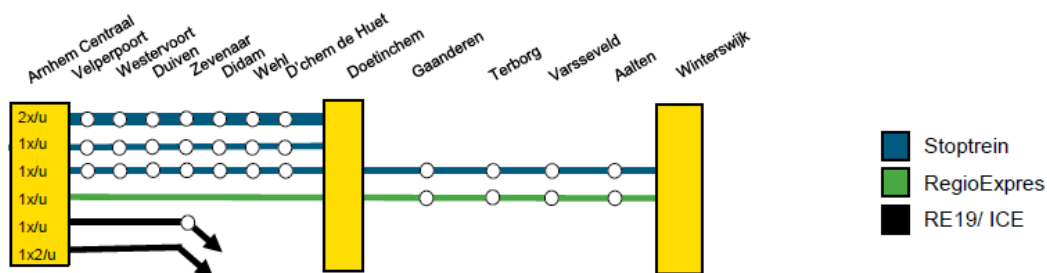 Arnhem Centraal
Velperpoort
Westervoort
Duiven
Zevenaar
Didam
Wehl
D'chem de Huet
Doetinchem
Gaanderen
Terborg
Varsseveld
Aalten
Winterswijk
2x/u
1x/u
1x/u
1x/u
1x/u
1x2/u
Stoptrein
RegioExpres
RE19/ ICE